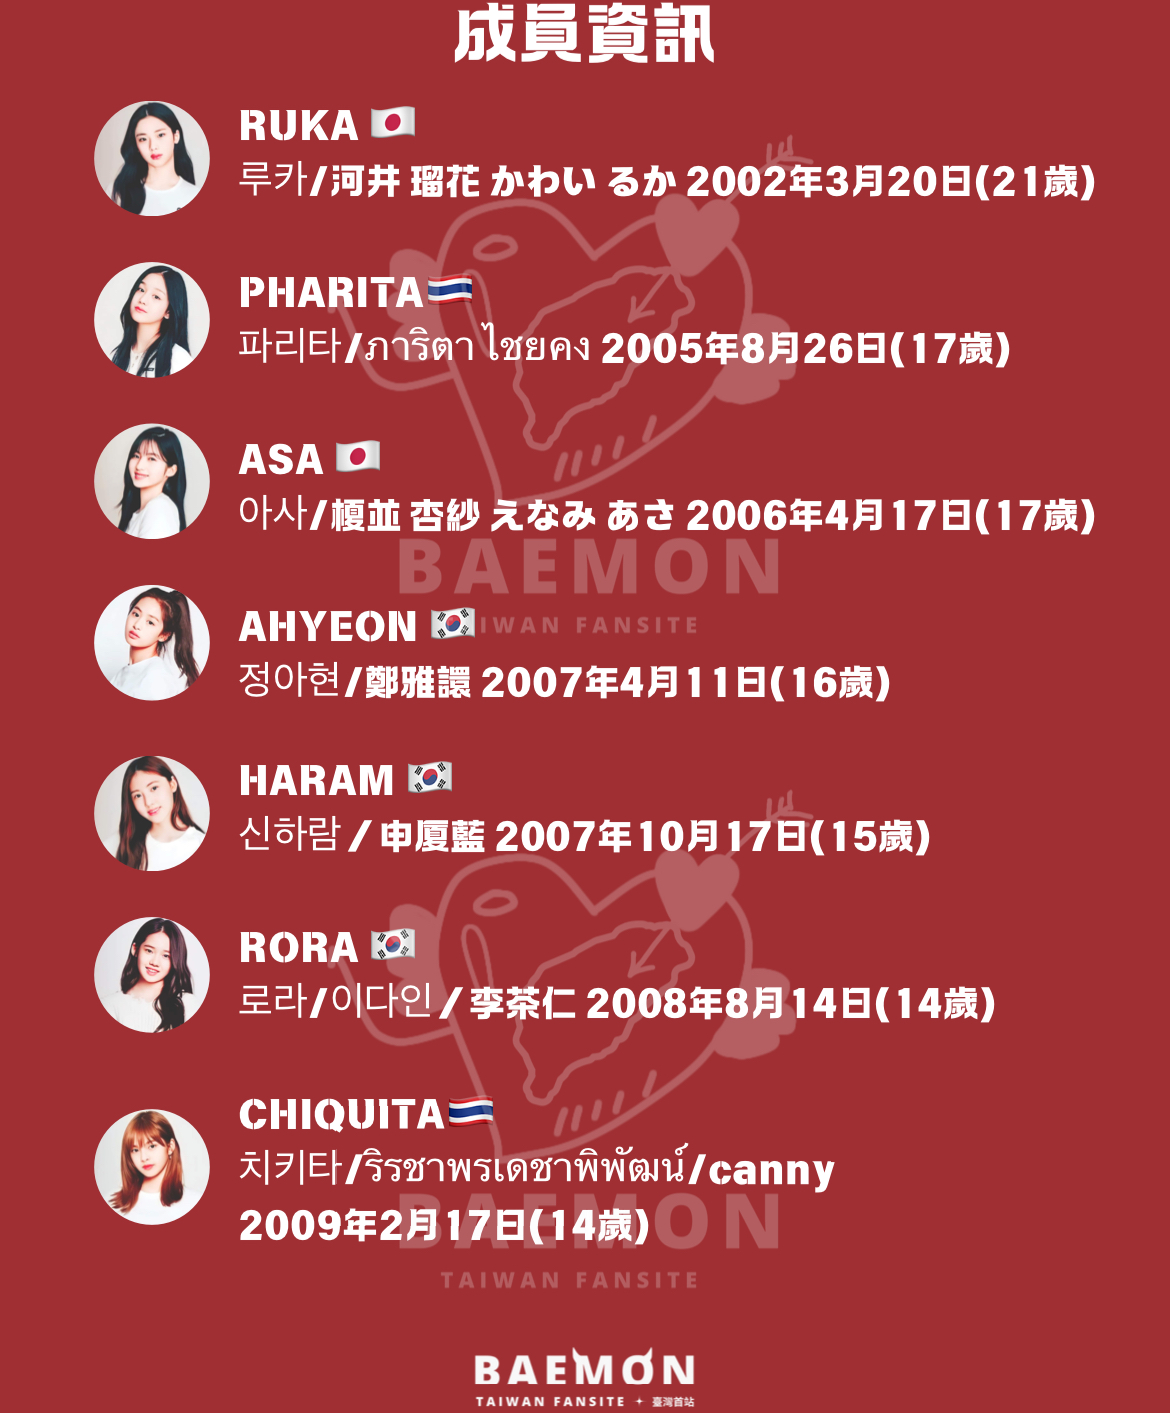 成員資訊
RUKA 🇯🇵
루카/河井 瑠花 かわい るか 2002年3月20日(21歲)
PHARITA🇹🇭
파리타/ภาริตา ไชยคง 2005年8月26日(17歲)
ASA 🇯🇵
아사/榎並 杏紗 えなみ あさ 2006年4月17日(17歲)
BAEMON
TAIWAN FANSITE
AHYEON 🇰🇷
정아현/鄭雅譞 2007年4月11日(16歲)
HARAM 🇰🇷
신하람 / 申厦藍 2007年10月17日(15歲)
RORA 🇰🇷
로라/이다인 / 李茶仁 2008年8月14日(14歲)
CHIQUITA🇹🇭
치키타/ริรชาพรเดชาพิพัฒน์/canny
2009年2月17日(14歲)
BAEMON
TAIWAN FANSITE
BAEMON
TAIWAN FANSITE + 臺灣首站